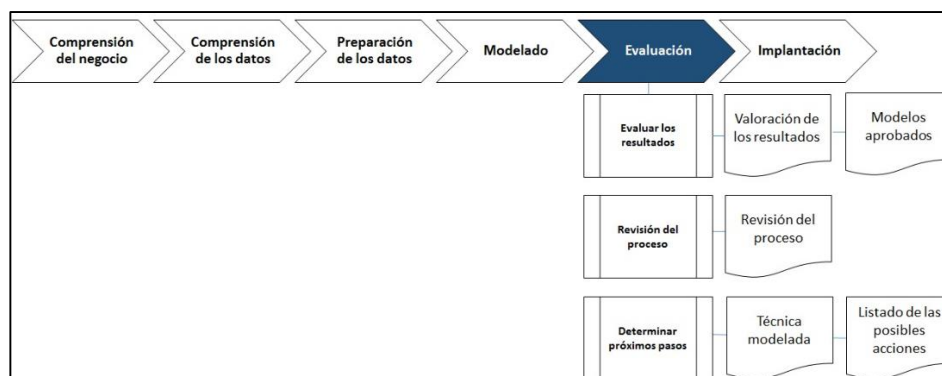 Comprensión
del negocio
Comprensión
de los datos
Preparación
de los datos
Modelado
Evaluación
Implantación
Evaluar los
resultados
Valoración de
los resultados
Modelos
aprobados
Revisión del
proceso
Revisión del
proceso
Determinar
próximos pasos
Técnica
modelada
Listado de las
posibles
acciones